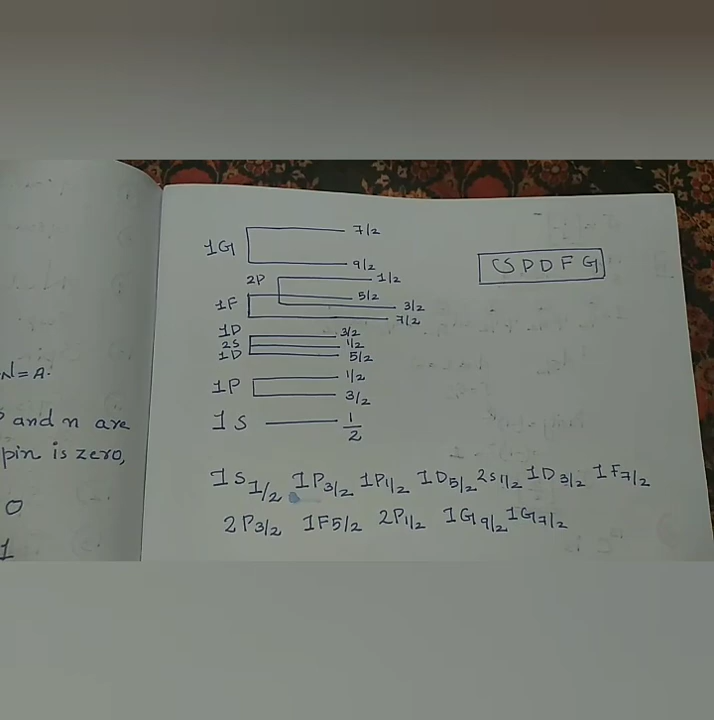 1G 7/2
9/2
S P D F G
2P 1/2
5/2
1F 3/2
7/2
1D 3/2
2S 1/2
1D 5/2
1P 1/2
3/2
1 S 1/2
1S1/2 1P3/2 1P1/2 1D5/2 2S1/2 1D3/2 1F7/2
2P3/2 1F5/2 2P1/2 1G9/2 1G7/2
N=A.
and n are
pin is zero,
0
1